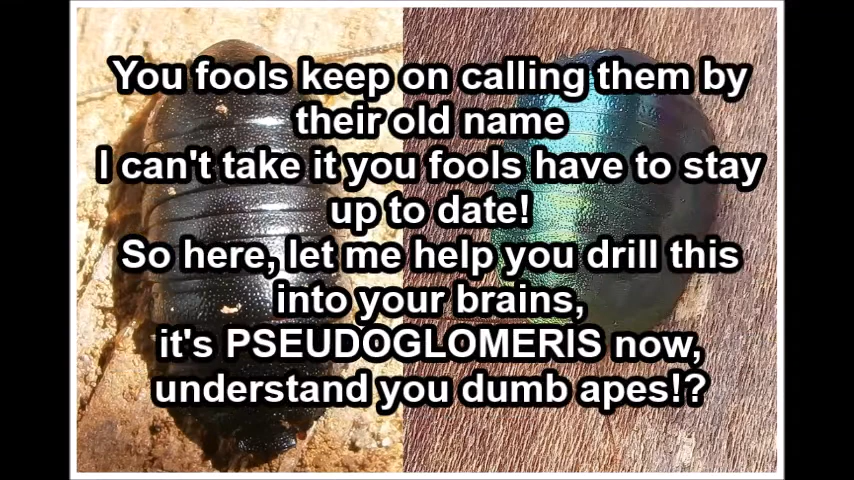 You fools keep on calling them by
their old name
I can't take it you fools have to stay
up to date!
So here, let me help you drill this
into your brains,
it's PSEUDOGLOMERIS now,
understand you dumb apes!?